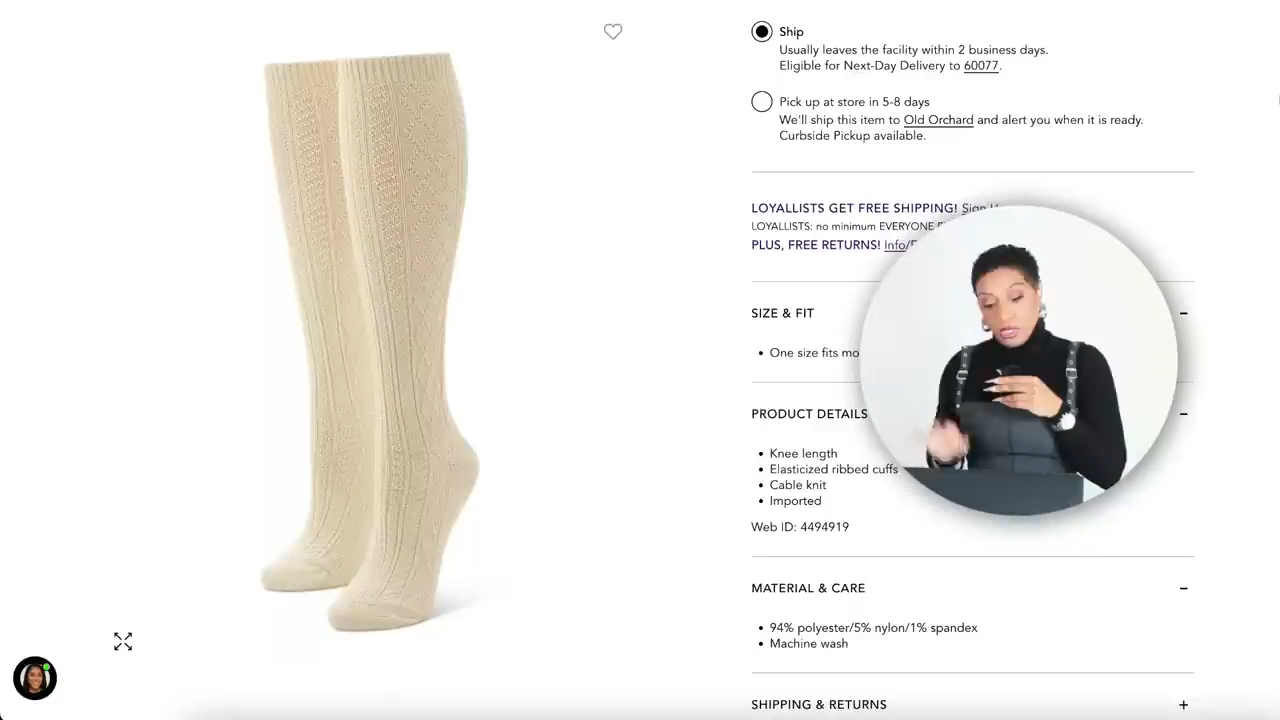 Ship
Usually leaves the facility within 2 business days.
Eligible for Next-Day Delivery to 60077.
Pick up at store in 5-8 days
We'll ship this item to Old Orchard and alert you when it is ready.
Curbside Pickup available.
LOYALLISTS GET FREE SHIPPING! Sign
LOYALLISTS: no minimum EVERYONE
PLUS, FREE RETURNS! Info/
SIZE & FIT
• One size fits
PRODUCT DETAILS
• Knee length
• Elasticized ribbed cuffs
• Cable knit
• Imported
Web ID: 4494919
MATERIAL & CARE
• 94% polyester/5% nylon/1% spandex
• Machine wash
SHIPPING & RETURNS